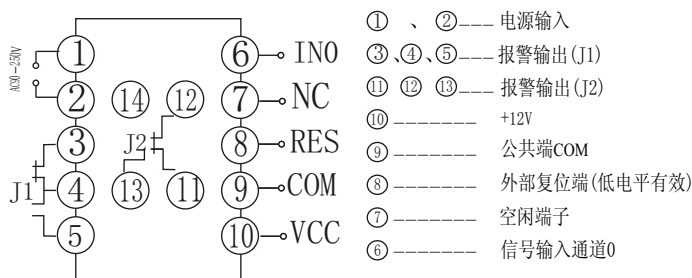 ① ⑥ IN0
AC90-250V
② ⑭ ⑫ ⑦ NC
③ J2 ⑧ RES
J1 ④ ⑬ ⑪ ⑨ COM
⑤ ⑩ VCC
① 、 ②___ 电源输入
③、④、⑤---- 报警输出(J1)
⑪ ⑫ ⑬---- 报警输出(J2)
⑩ ------- +12V
⑨ ------- 公共端COM
⑧ ------- 外部复位端(低电平有效)
⑦ ------- 空闲端子
⑥ ------- 信号输入通道0